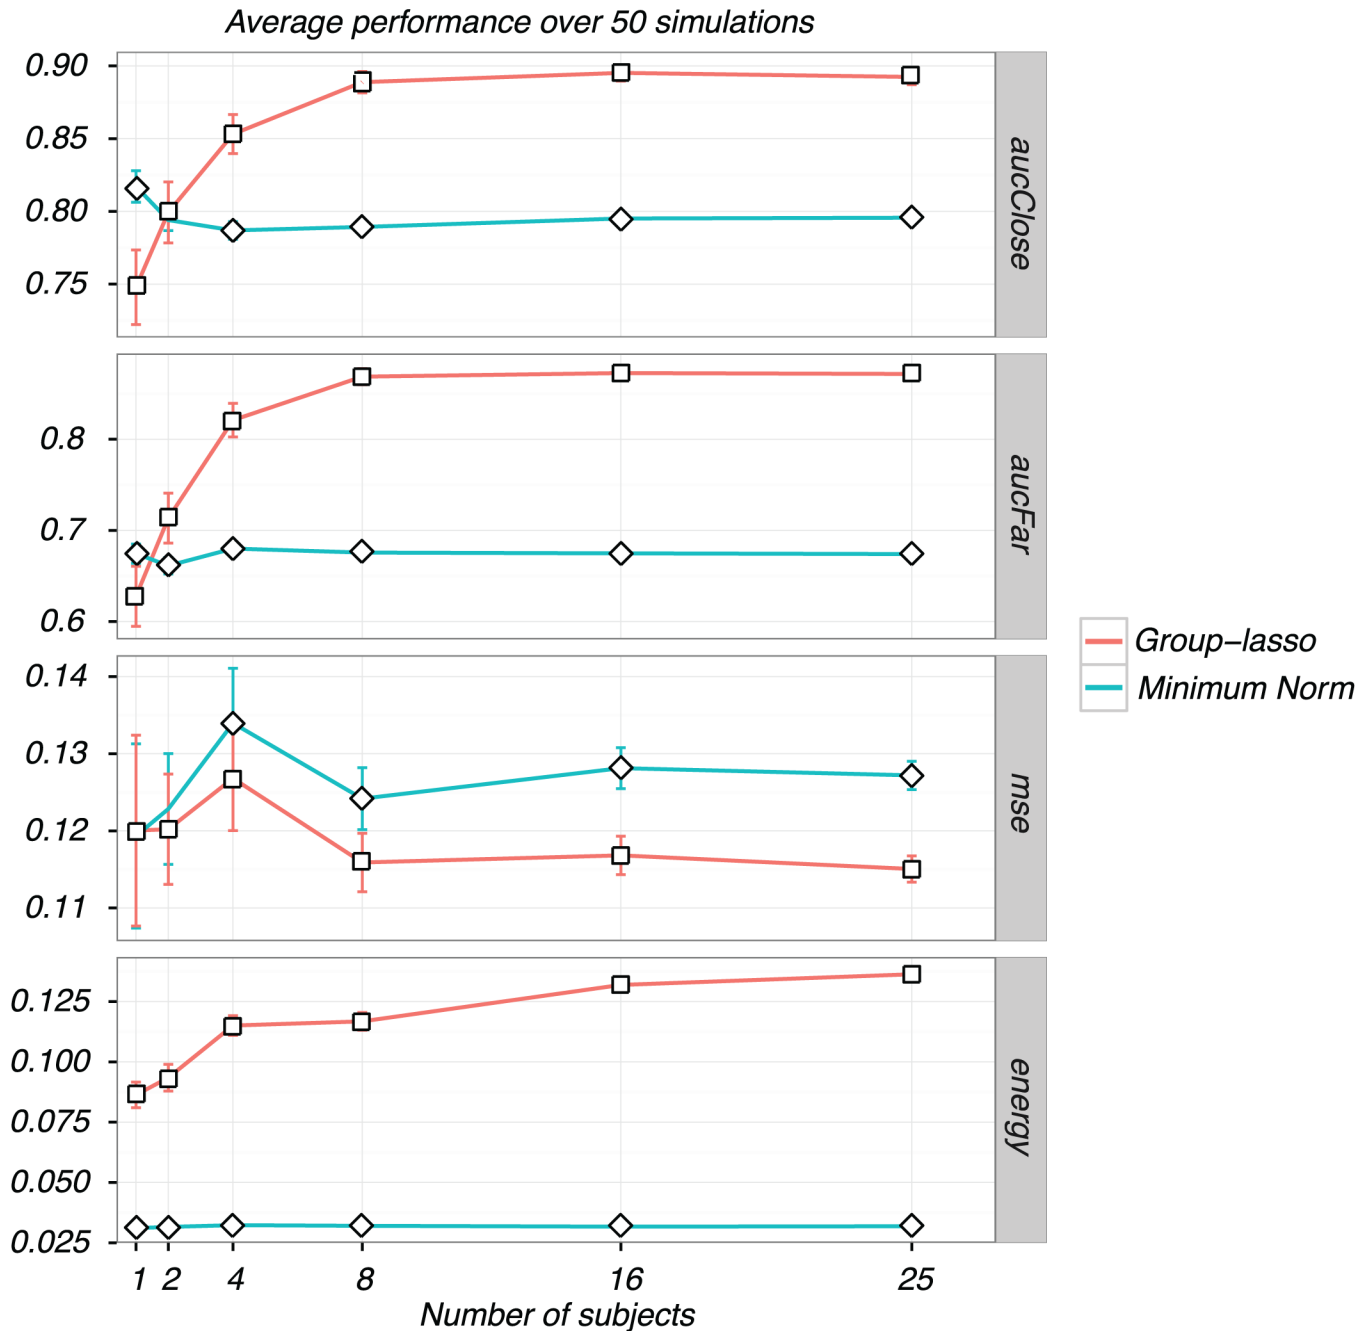 Average performance over 50 simulations
0.90
0.85
0.80
0.75
aucClose
0.8
0.7
0.6
aucFar
0.14
0.13
0.12
0.11
mse
0.125
0.100
0.075
0.050
0.025
energy
1 2 4 8 16 25
Number of subjects
Group-lasso
Minimum Norm